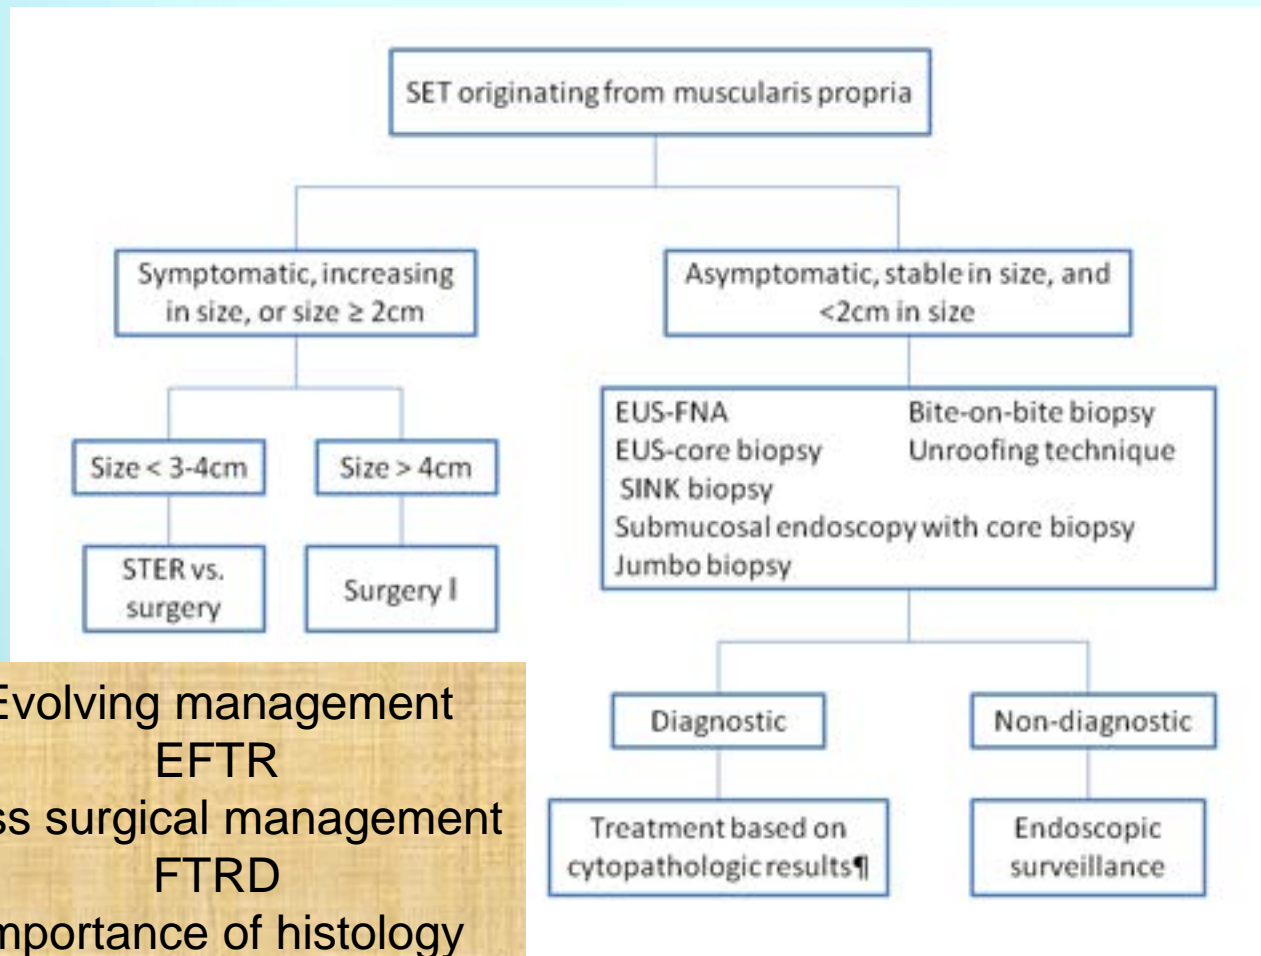 SET originating from muscularis propria
Symptomatic, increasing
in size, or size ≥ 2cm
Asymptomatic, stable in size, and
<2cm in size
Size < 3-4cm
Size > 4cm
STER vs.
surgery
Surgery ǁ
EUS-FNA
Bite-on-bite biopsy
EUS-core biopsy
Unroofing technique
SINK biopsy
Submucosal endoscopy with core biopsy
Jumbo biopsy
Diagnostic
Non-diagnostic
Treatment based on
cytopathologic results¶
Endoscopic
surveillance
Evolving management
EFTR
surgical management
FTRD
of histology